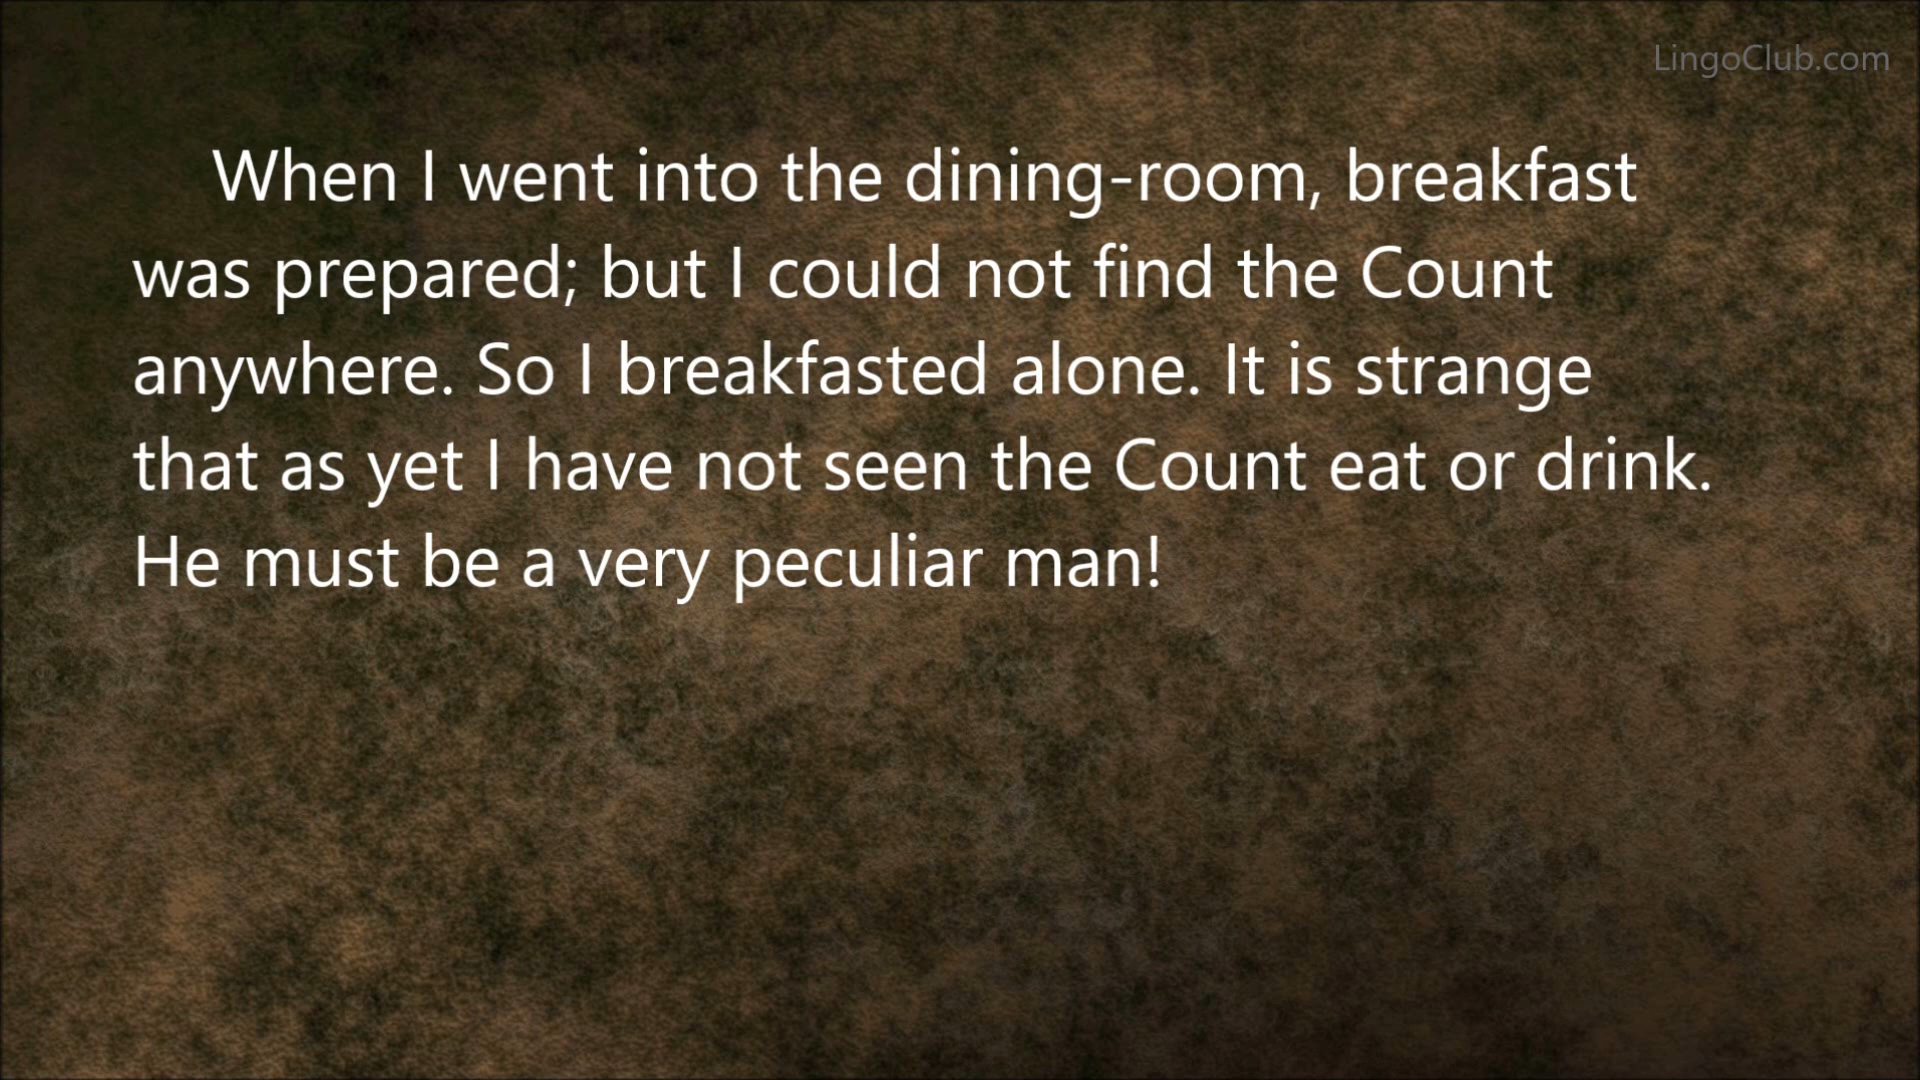 LingoClub.com
When I went into the dining-room, breakfast
was prepared; but I could not find the Count
anywhere. So I breakfasted alone. It is strange
that as yet I have not seen the Count eat or drink.
He must be a very peculiar man!